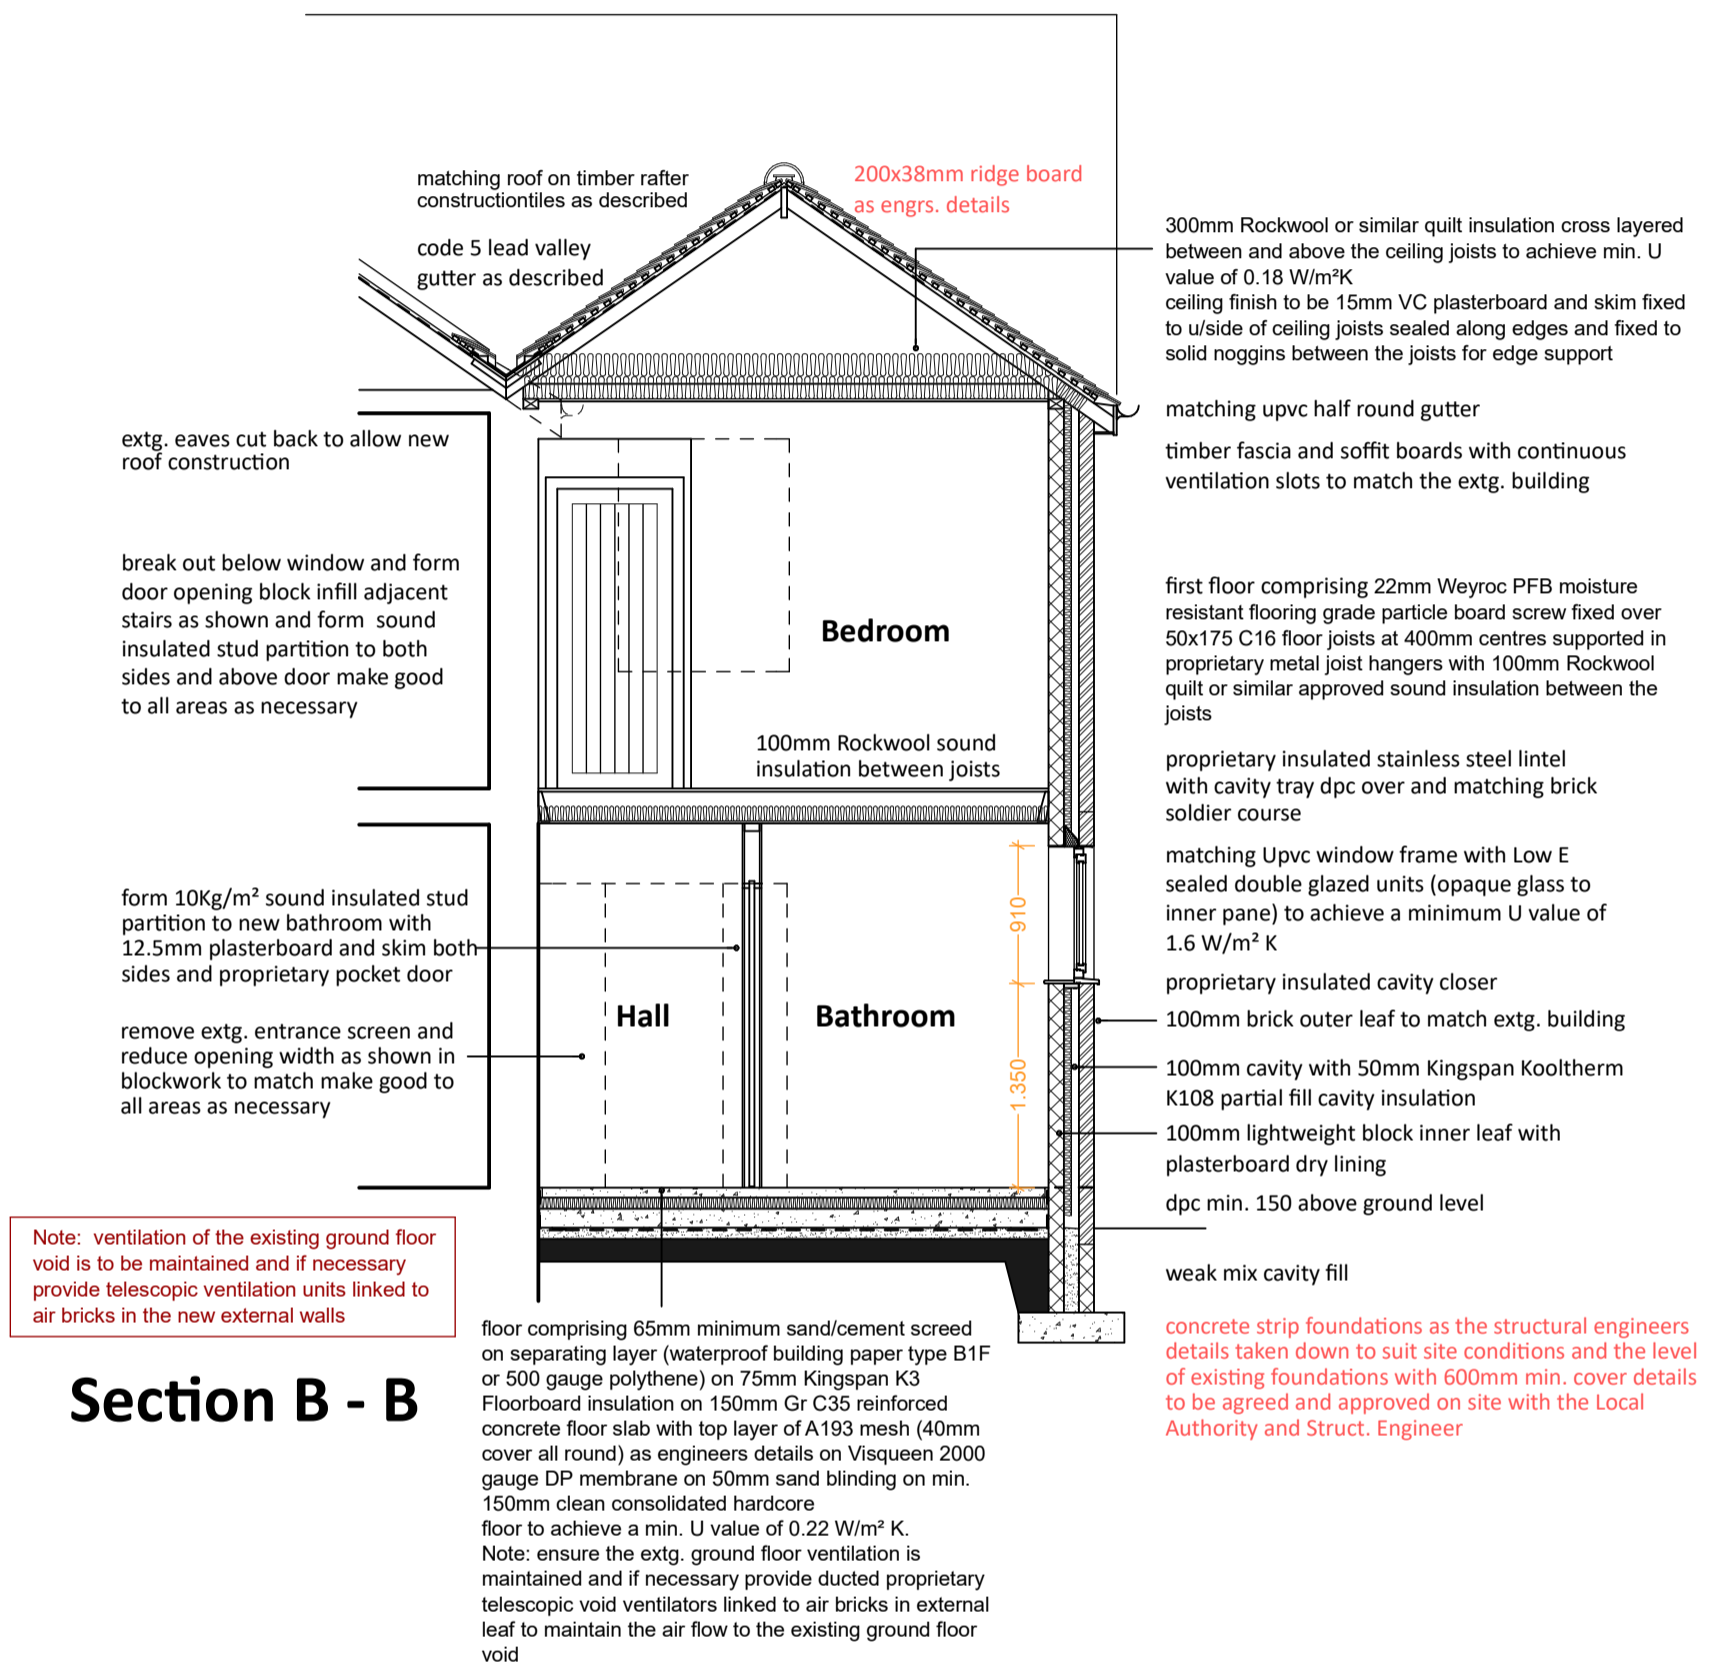 matching roof on timber rafter
constructiontiles as described
code 5 lead valley
gutter as described
200x38mm ridge board
as engrs. details
300mm Rockwool or similar quilt insulation cross layered
between and above the ceiling joists to achieve min. U
value of 0.18 W/m²K
ceiling finish to be 15mm VC plasterboard and skim fixed
to u/side of ceiling joists sealed along edges and fixed to
solid noggins between the joists for edge support
matching upvc half round gutter
timber fascia and soffit boards with continuous
ventilation slots to match the extg. building
extg. eaves cut back to allow new
roof construction
break out below window and form
door opening block infill adjacent
stairs as shown and form  sound
insulated stud partition to both
sides and above door make good
to all areas as necessary
Bedroom
100mm Rockwool sound
insulation between joists
first floor comprising 22mm Weyroc PFB moisture
resistant flooring grade particle board screw fixed over
50x175 C16 floor joists at 400mm centres supported in
proprietary metal joist hangers with 100mm Rockwool
quilt or similar approved sound insulation between the
joists
proprietary insulated stainless steel lintel
with cavity tray dpc over and matching brick
soldier course
matching Upvc window frame with Low E
sealed double glazed units (opaque glass to
inner pane) to achieve a minimum U value of
1.6 W/m² K
form 10Kg/m² sound insulated stud
partition to new bathroom with
12.5mm plasterboard and skim both
sides and proprietary pocket door
910
Hall
Bathroom
1.350
remove extg. entrance screen and
reduce opening width as shown in
blockwork to match make good to
all areas as necessary
proprietary insulated cavity closer
100mm brick outer leaf to match extg. building
100mm cavity with 50mm Kingspan Kooltherm
K108 partial fill cavity insulation
100mm lightweight block inner leaf with
plasterboard dry lining
dpc min. 150 above ground level
weak mix cavity fill
Note:  ventilation of the existing ground floor
void is to be maintained and if necessary
provide telescopic ventilation units linked to
air bricks in the new external walls
concrete strip foundations as the structural engineers
details taken down to suit site conditions and the level
of existing foundations with 600mm min. cover details
to be agreed and approved on site with the Local
Authority and Struct. Engineer
Section B - B
floor comprising 65mm minimum sand/cement screed
on separating layer (waterproof building paper type B1F
or 500 gauge polythene) on 75mm Kingspan K3
Floorboard insulation on 150mm Gr C35 reinforced
concrete floor slab with top layer of A193 mesh (40mm
cover all round) as engineers details on Visqueen 2000
gauge DP membrane on 50mm sand blinding on min.
150mm clean consolidated hardcore
floor to achieve a min. U value of 0.22 W/m² K.
Note: ensure the extg. ground floor ventilation is
maintained and if necessary provide ducted proprietary
telescopic void ventilators linked to air bricks in external
leaf to maintain the air flow to the existing ground floor
void